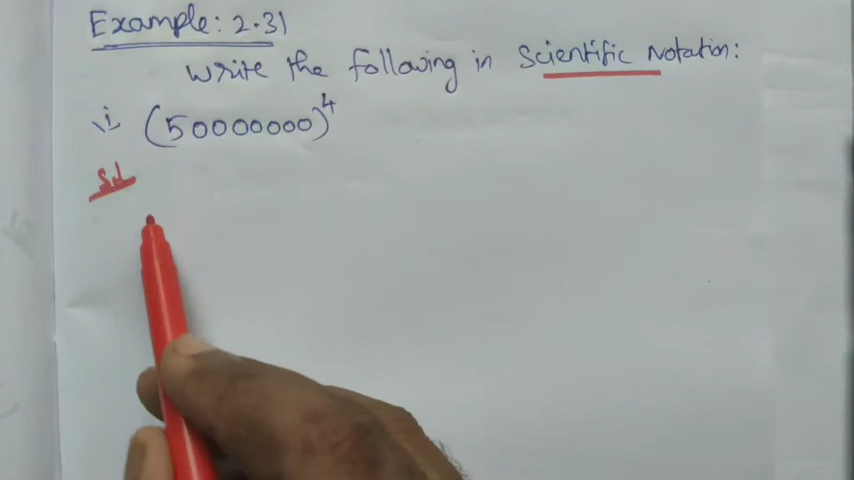 Example: 2.31
Write the following in Scientific Notation:
i) (50000000)⁴
Sol